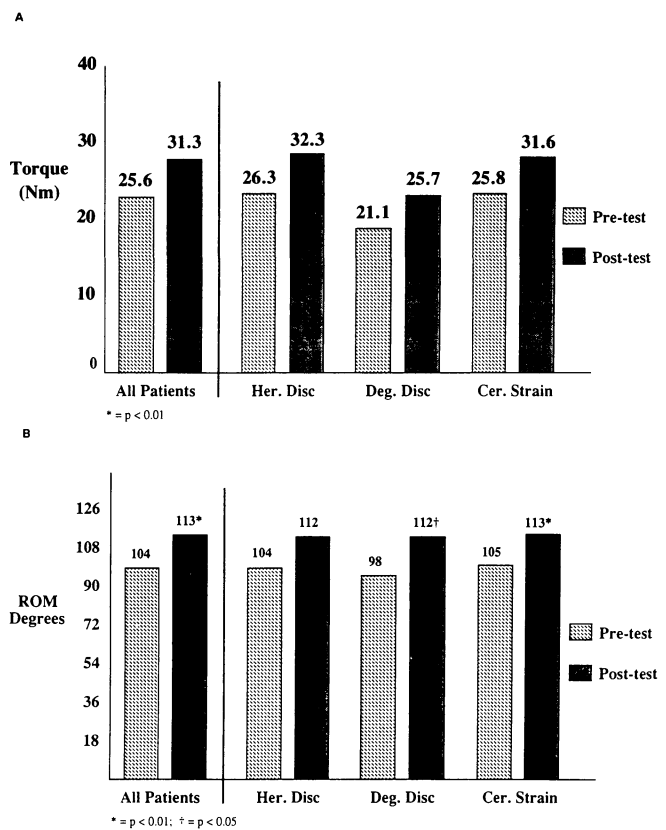 A
40
30
20
10
0
Torque
(Nm)
25.6
31.3
26.3
32.3
21.1
25.7
25.8
31.6
Pre-test
Post-test
All Patients
Her. Disc
Deg. Disc
Cer. Strain
* = p < 0.01
B
126
108
90
72
54
36
18
ROM
Degrees
104
113*
104
112
98
112†
105
113*
Pre-test
Post-test
All Patients
Her. Disc
Deg. Disc
Cer. Strain
* = p < 0.01; † = p < 0.05